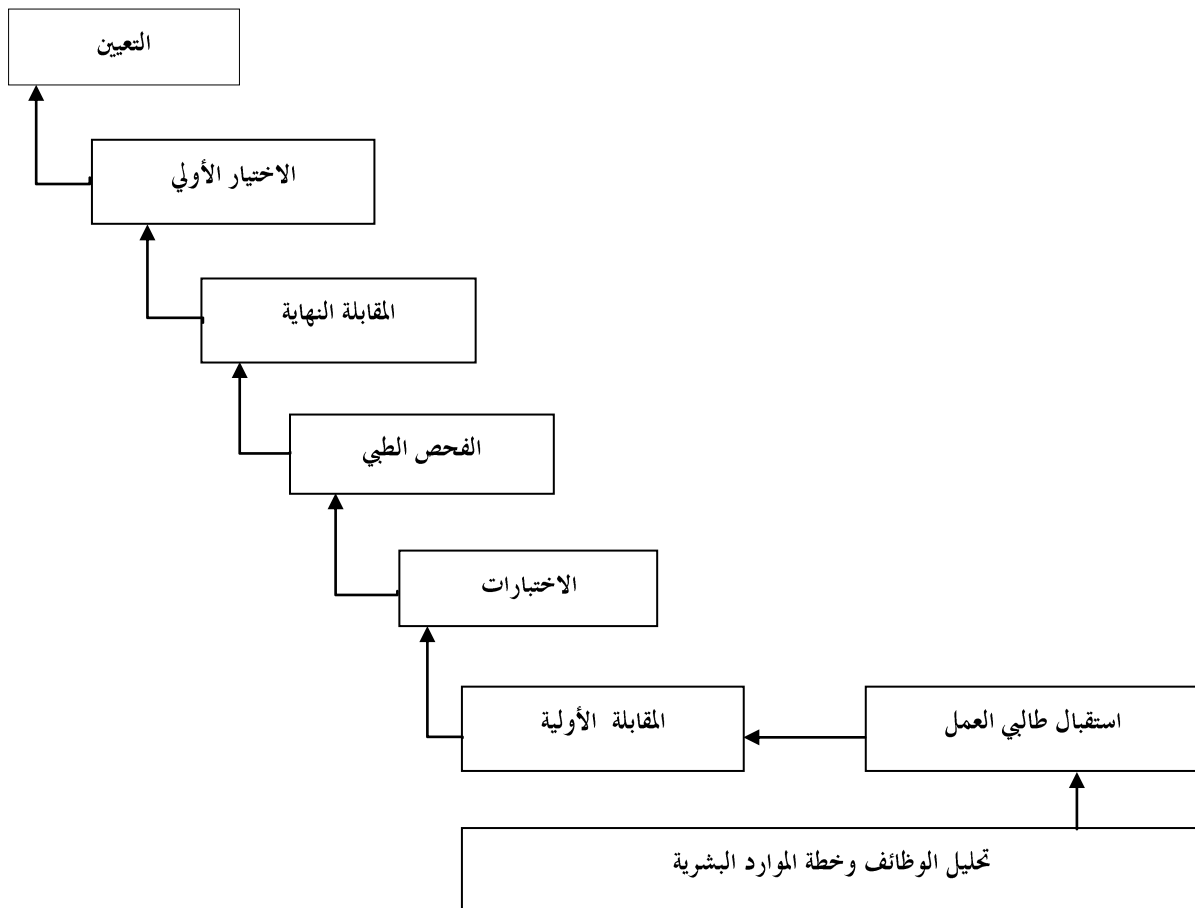 التعيين
الاختيار الأولي
المقابلة النهاية
الفحص الطبي
الاختبارات
استقبال طالبي العمل
المقابلة الأولية
تحليل الوظائف وخطة الموارد البشرية